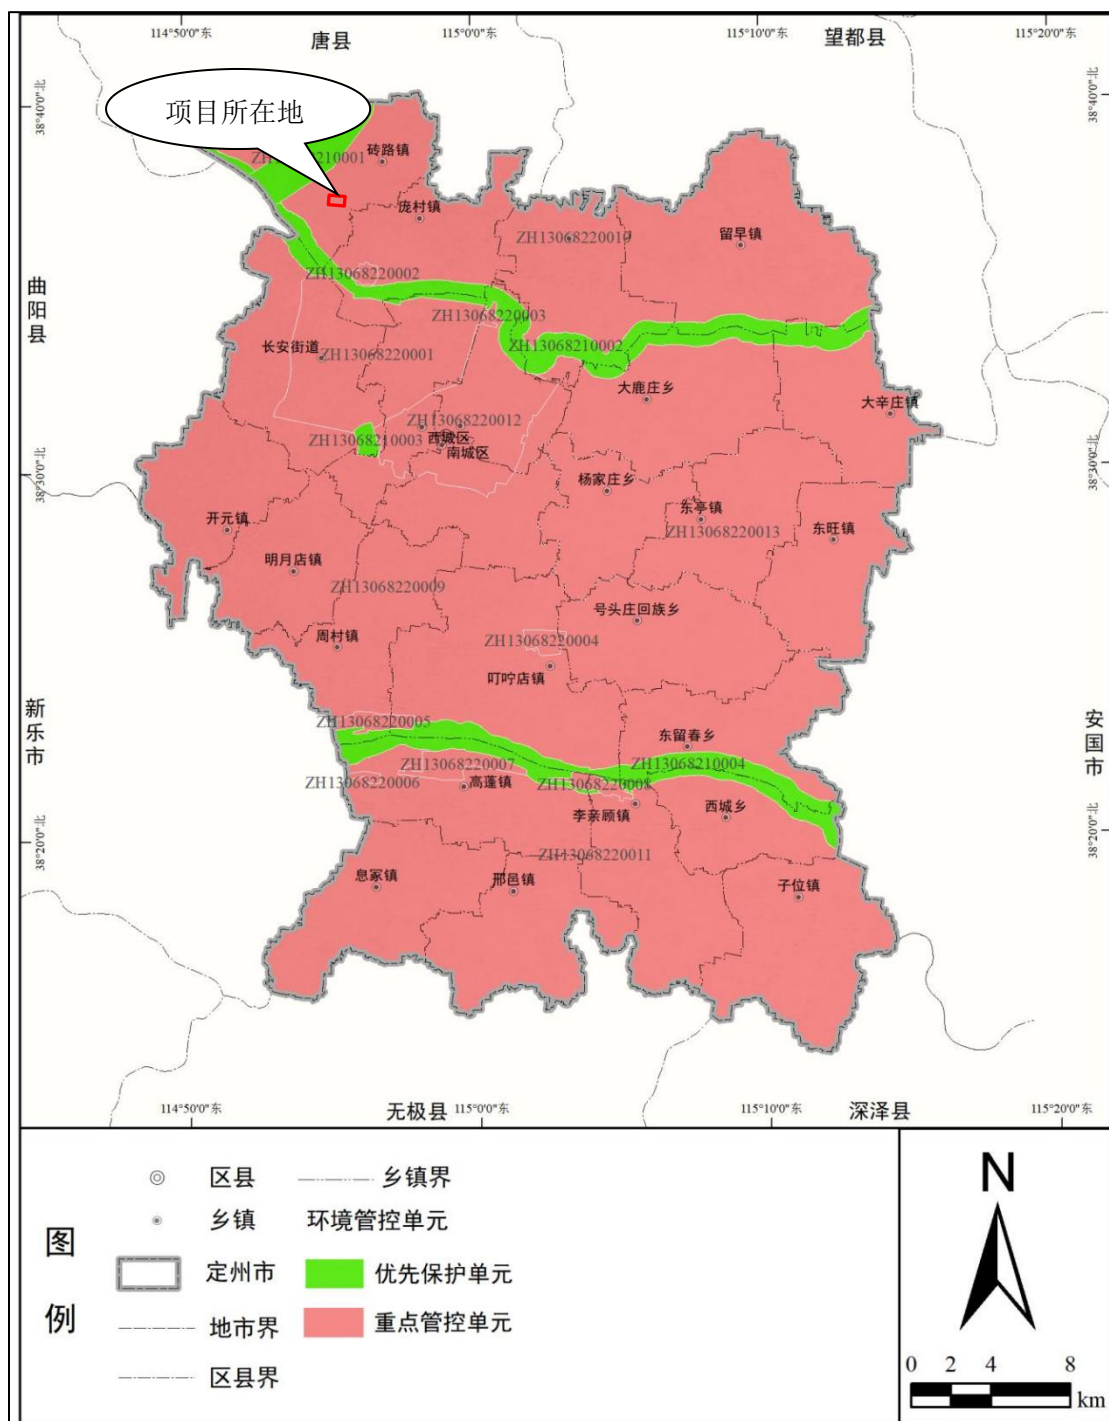 114°50'0"东
115°0'0"东
115°10'0"东
115°20'0"东
唐县
望都县
38°40'0"北
38°40'0"北
项目所在地
砖路镇
庞村镇
ZH13068220010
留早镇
曲阳县
ZH13068220002
ZH13068220003
长安街道
ZH13068220001
ZH13068210002
大鹿庄乡
大辛庄镇
ZH13068220012
ZH13068210003
西城区
南城区
38°30'0"北
杨家庄乡
东亭镇
ZH13068220013
东旺镇
开元镇
明月店镇
ZH13068220009
号头庄回族乡
周村镇
ZH13068220004
叮咛店镇
新乐市
安国市
ZH13068220005
东留春乡
ZH13068220007
ZH13068210004
ZH13068220006
高蓬镇
ZH13068220008
李亲顾镇
西城乡
38°20'0"北
38°20'0"北
ZH13068220011
息冢镇
邢邑镇
子位镇
114°50'0"东
无极县
115°0'0"东
115°10'0"东
深泽县
115°20'0"东
图例
区县
乡镇界
乡镇
环境管控单元
定州市
优先保护单元
地市界
重点管控单元
区县界
N
0 2 4 8
km